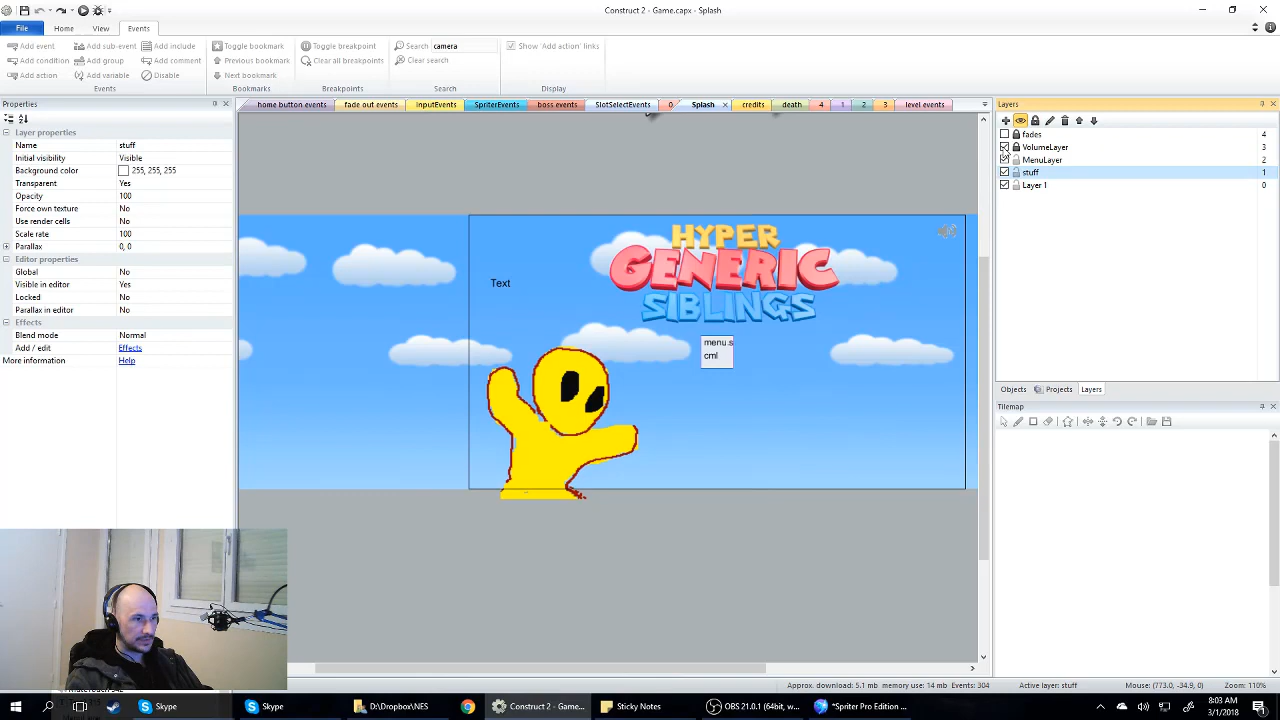 Construct 2 - Game.capx - Splash
File Home View Events
Add event Add sub-event Add include
Add condition Add group Add comment
Add action Add variable Disable
Events
Toggle bookmark
Previous bookmark
Next bookmark
Bookmarks
Toggle breakpoint
Clear all breakpoints
Breakpoints
Search camera
Clear search
Search
Show 'Add action' links
Display
Properties
home button events fade out events InputEvents SpriterEvents boss events SlotSelectEvents 0 Splash credits death 4 1 2 3 level events
Layer properties
Name stuff
Initial visibility Visible
Background color 255, 255, 255
Transparent Yes
Opacity 100
Force own texture No
Use render cells No
Scale rate 100
Parallax 0, 0
Editor properties
Global No
Visible in editor Yes
Locked No
Parallax in editor No
Effects
Blend mode Normal
Add / edit Effects
More information Help
Text
HYPER
GENERIC
SIBLINGS
menu.s
cml
Layers
fades 4
VolumeLayer 3
MenuLayer 2
stuff 1
Layer 1 0
Objects Projects Layers
Tilemap
Approx. download: 5.1 mb, memory use: 14 mb Events: 304 Active layer: stuff Mouse: (773.0, -34.9, 0) Zoom: 110%
Skype Skype D:\Dropbox\NES Construct 2 - Game.... Sticky Notes OBS 21.0.1 (64bit, w... *Spriter Pro Edition ...
8:03 AM
3/1/2018